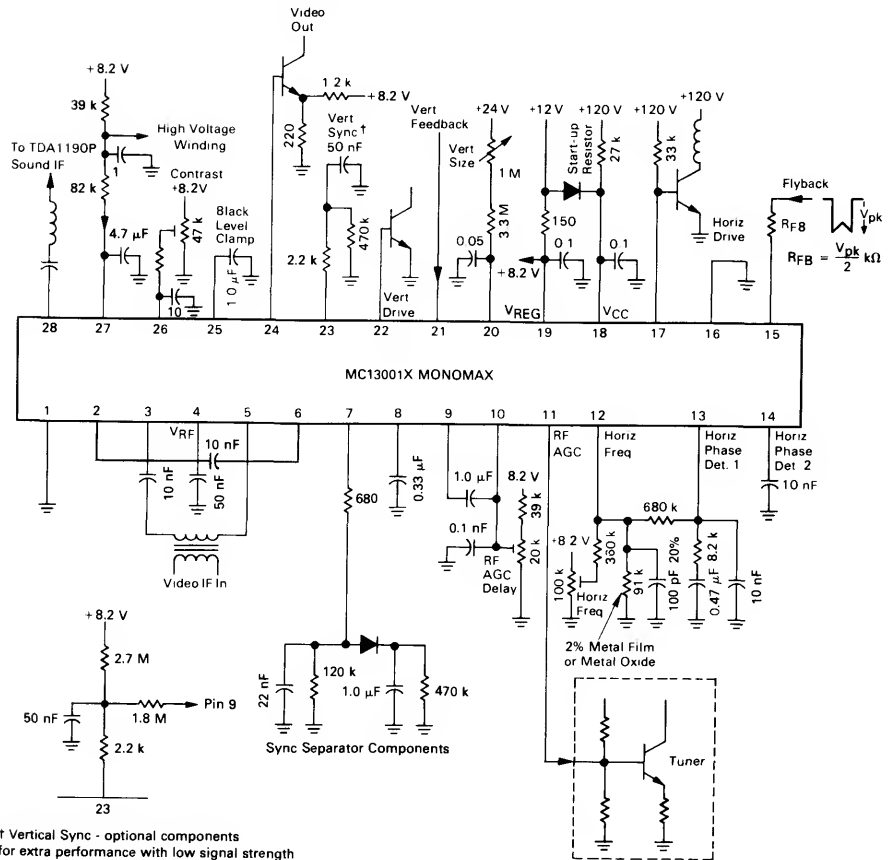 Video
Out
+8.2 V
39 k
High Voltage
Winding
To TDA1190P
Sound IF
1
82 k
Contrast
+8.2V
47 k
4.7 µF
10
Black
Level
Clamp
1 0 µF
1 2 k
+8.2 V
220
Vert
Sync †
50 nF
470 k
2.2 k
Vert
Drive
Vert
Feedback
+24 V
Vert
Size
1 M
3.3 M
0 05
+12 V
Start-up
Resistor
150
+8.2 V
0 1
+120 V
27 k
0 1
+120 V
33 k
+120 V
Horiz
Drive
Flyback
Vpk
RF8
RFB = Vpk/2 kΩ
VREG
VCC
28 27 26 25 24 23 22 21 20 19 18 17 16 15
MC13001X MONOMAX
1 2 3 4 5 6 7 8 9 10 11 12 13 14
VRF
10 nF
10 nF
50 nF
Video IF In
680
0.33 µF
1.0 µF
0.1 nF
8.2 V
39 k
20 k
RF
AGC
Delay
RF
AGC
Horiz
Freq
Horiz
Phase
Det. 1
Horiz
Phase
Det. 2
10 nF
680 k
+8.2 V
100 k
360 k
Horiz
Freq
91 k
100 pF 20%
8.2 k
0.47 µF
10 nF
2% Metal Film
or Metal Oxide
22 nF
120 k
1.0 µF
470 k
Sync Separator Components
+8.2 V
2.7 M
50 nF
1.8 M
Pin 9
2.2 k
23
Tuner
† Vertical Sync - optional components
for extra performance with low signal strength